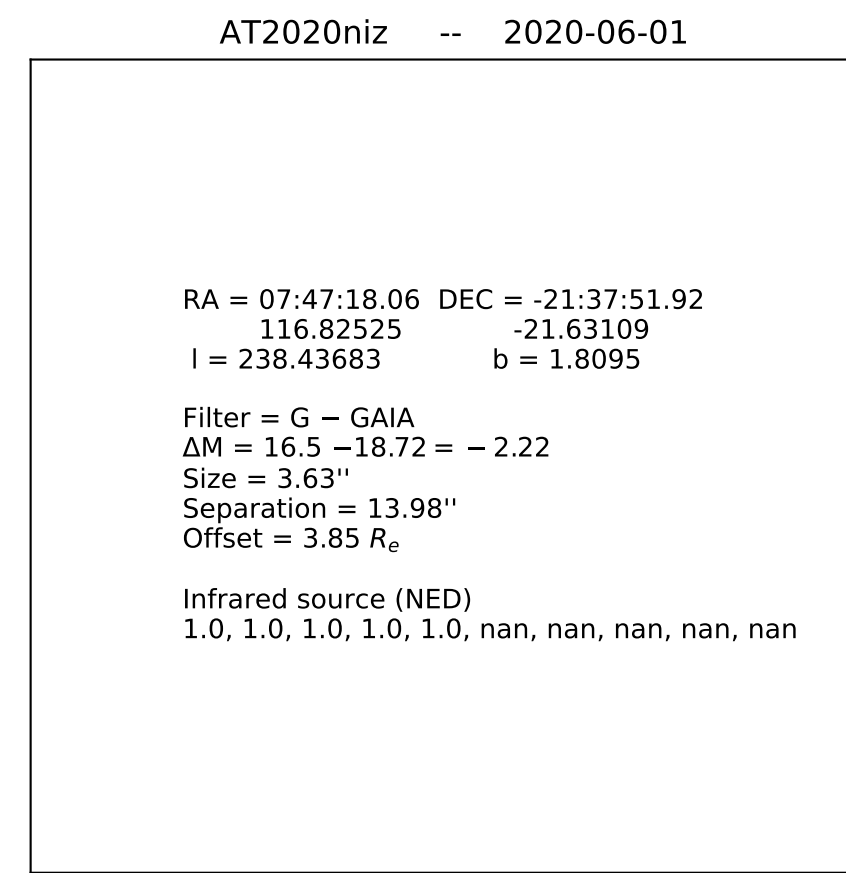 AT2020niz -- 2020-06-01
RA = 07:47:18.06 DEC = -21:37:51.92
116.82525 -21.63109
l = 238.43683 b = 1.8095
Filter = G − GAIA
ΔM = 16.5 −18.72 = − 2.22
Size = 3.63''
Separation = 13.98''
Offset = 3.85 Re
Infrared source (NED)
1.0, 1.0, 1.0, 1.0, 1.0, nan, nan, nan, nan, nan